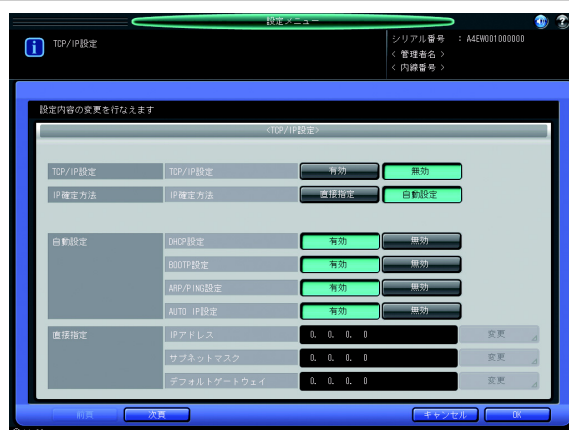 設定メニュー
TCP/IP設定
シリアル番号 : A4EW001000000
< 管理者名 >
< 内線番号 >
設定内容の変更を行なえます
<TCP/IP設定>
TCP/IP設定 TCP/IP設定 有効 無効
IP確定方法 IP確定方法 直接指定 自動設定
自動設定 DHCP設定 有効 無効
BOOTP設定 有効 無効
ARP/PING設定 有効 無効
AUTO IP設定 有効 無効
直接指定 IPアドレス 0. 0. 0. 0 変更
サブネットマスク 0. 0. 0. 0 変更
デフォルトゲートウェイ 0. 0. 0. 0 変更
前頁 次頁 キャンセル OK